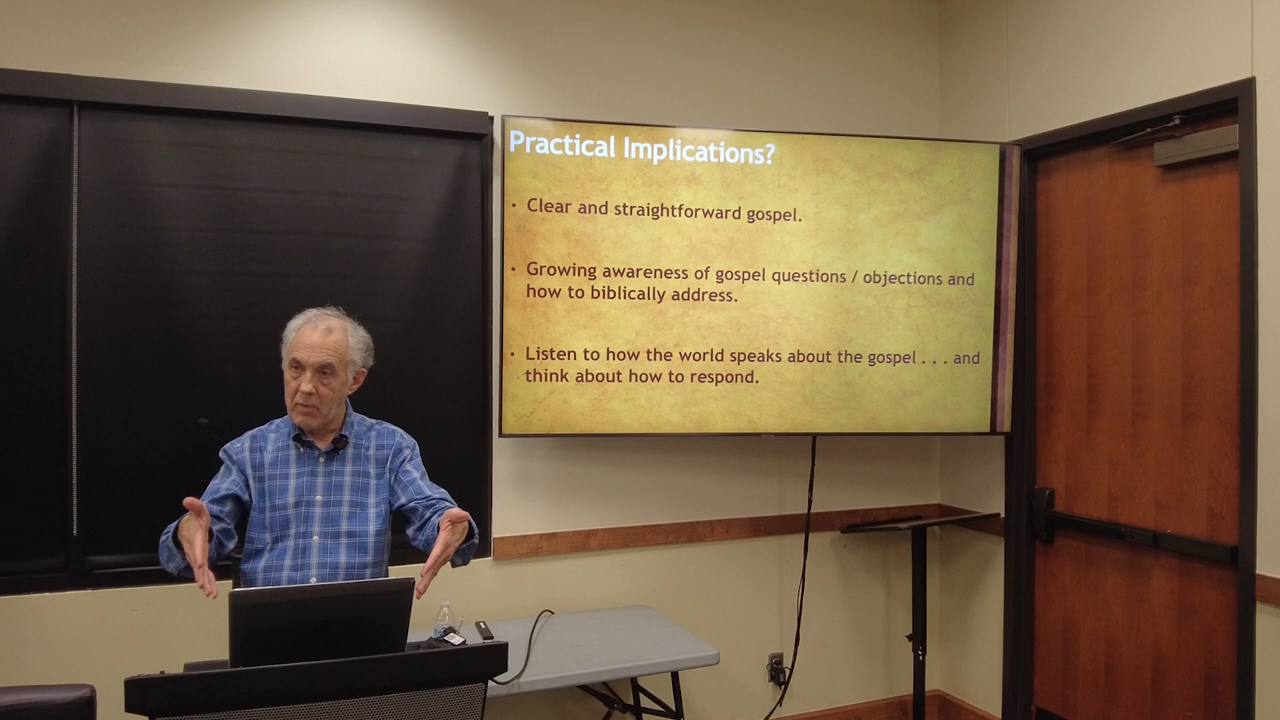 Practical Implications?
• Clear and straightforward gospel.
• Growing awareness of gospel questions / objections and
how to biblically address.
• Listen to how the world speaks about the gospel . . . and
think about how to respond.